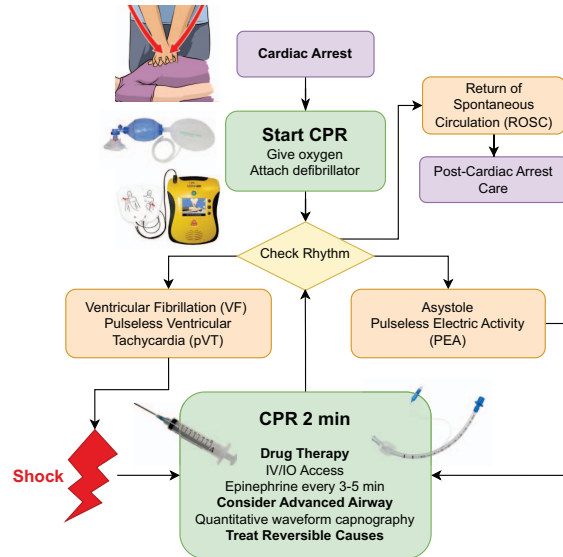 Cardiac Arrest
Return of
Spontaneous
Circulation (ROSC)
Start CPR
Give oxygen
Attach defibrillator
Post-Cardiac Arrest
Care
Check Rhythm
Ventricular Fibrillation (VF)
Pulseless Ventricular
Tachycardia (pVT)
Asystole
Pulseless Electric Activity
(PEA)
CPR 2 min
Shock
Drug Therapy
IV/IO Access
Epinephrine every 3-5 min
Consider Advanced Airway
Quantitative waveform capnography
Treat Reversible Causes